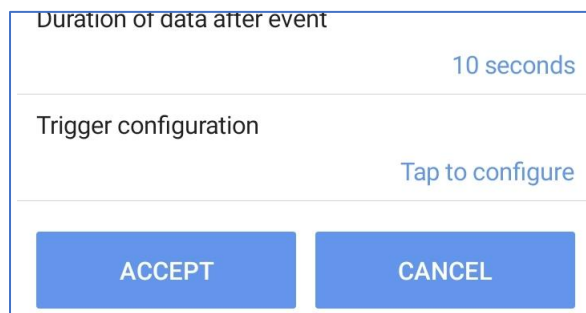 Duration of data after event
10 seconds
Trigger configuration
Tap to configure
ACCEPT
CANCEL